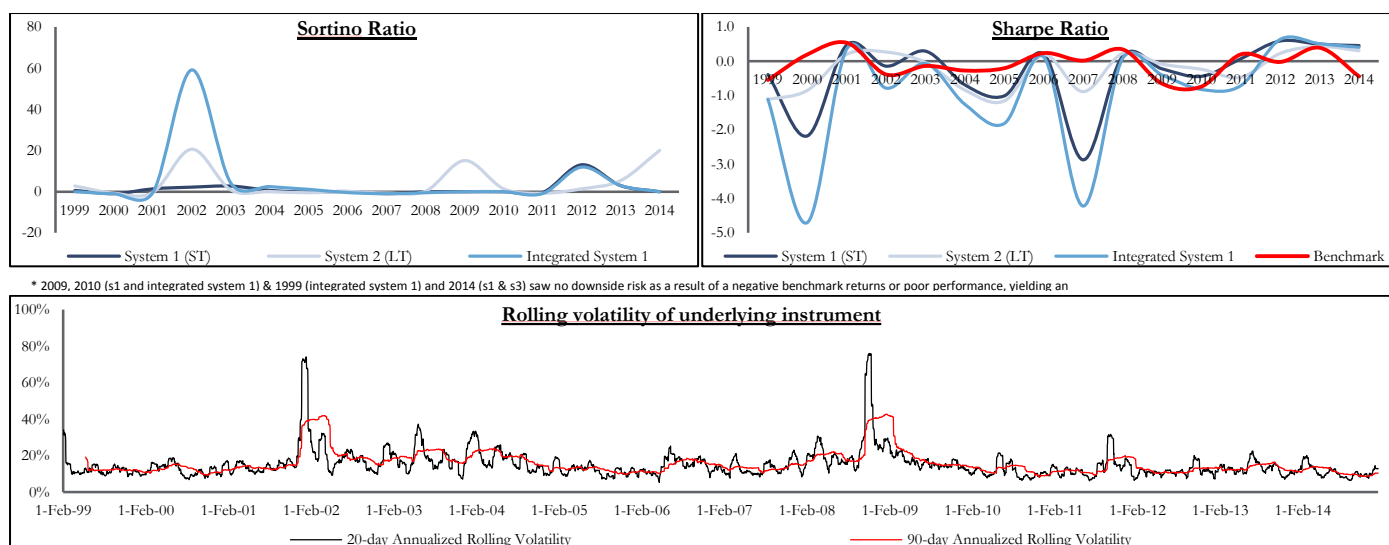 Sortino Ratio
80
60
40
20
0
-20
1999 2000 2001 2002 2003 2004 2005 2006 2007 2008 2009 2010 2011 2012 2013 2014
System 1 (ST) System 2 (LT) Integrated System 1
Sharpe Ratio
1.0
0.0
-1.0
-2.0
-3.0
-4.0
-5.0
1999 2000 2001 2002 2003 2004 2005 2006 2007 2008 2009 2010 2011 2012 2013 2014
System 1 (ST) System 2 (LT) Integrated System 1 Benchmark
* 2009, 2010 (s1 and integrated system 1) & 1999 (integrated system 1) and 2014 (s1 & s3) saw no downside risk as a result of a negative benchmark returns or poor performance, yielding an
Rolling volatility of underlying instrument
100%
80%
60%
40%
20%
0%
1-Feb-99 1-Feb-00 1-Feb-01 1-Feb-02 1-Feb-03 1-Feb-04 1-Feb-05 1-Feb-06 1-Feb-07 1-Feb-08 1-Feb-09 1-Feb-10 1-Feb-11 1-Feb-12 1-Feb-13 1-Feb-14
20-day Annualized Rolling Volatility 90-day Annualized Rolling Volatility